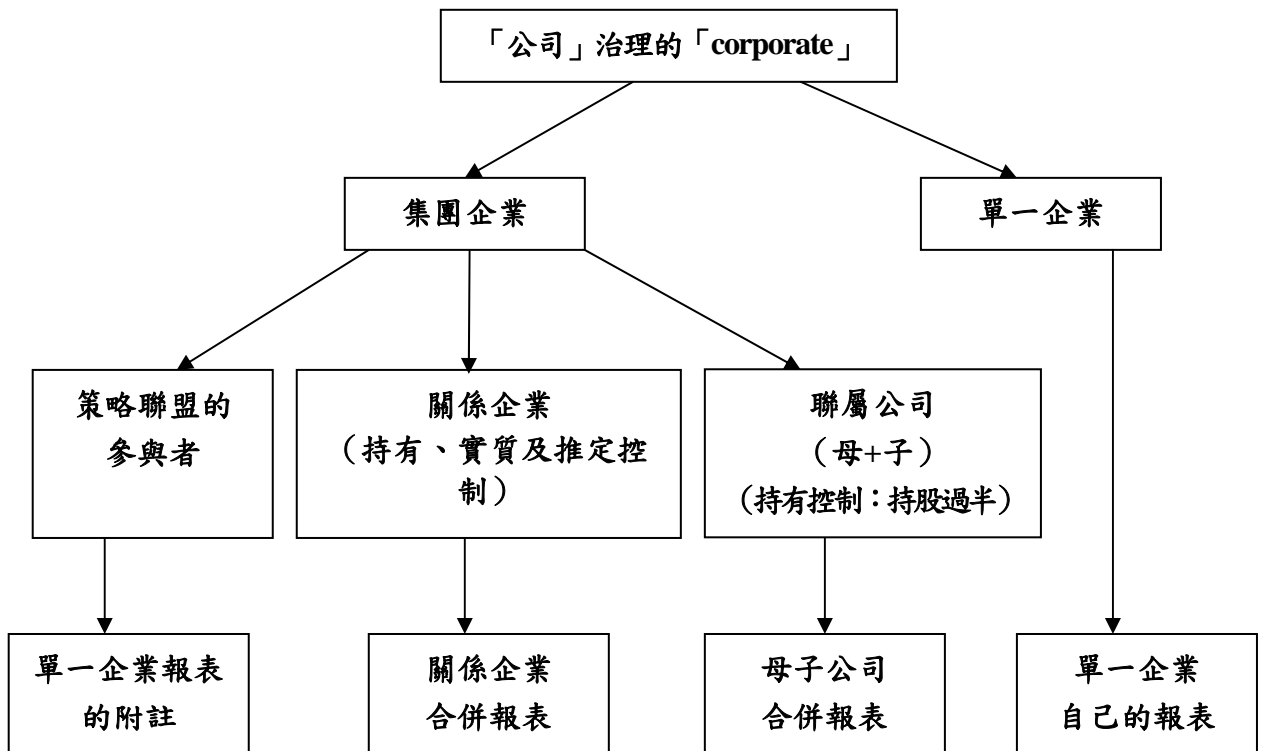 「公司」治理的「corporate」
集團企業
單一企業
策略聯盟的
參與者
關係企業
（持有、實質及推定控
制）
聯屬公司
（母+子）
（持有控制：持股過半）
單一企業報表
的附註
關係企業
合併報表
母子公司
合併報表
單一企業
自己的報表